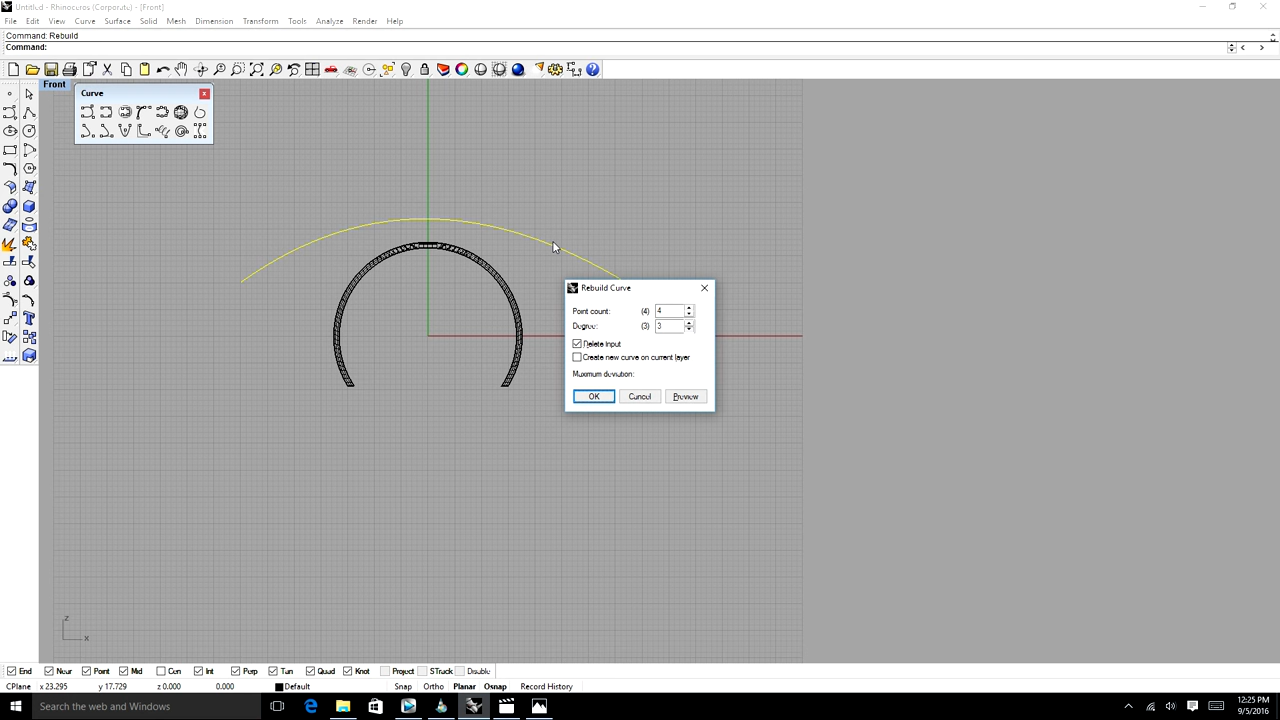 Untitled - Rhinoceros (Corporate) - [Front]
File Edit View Curve Surface Solid Mesh Dimension Transform Tools Analyze Render Help
Command: Rebuild
Command:
Front
Curve
Rebuild Curve
Point count: (4) 4
Degree: (3) 3
Delete input
Create new curve on current layer
Maximum deviation:
OK Cancel Preview
z
x
End Near Point Mid Cen Int Perp Tan Quad Knot Project STrack Disable
CPlane x 23.295 y 17.729 z 0.000 0.000 Default Snap Ortho Planar Osnap Record History
Search the web and Windows
12:25 PM
9/5/2016